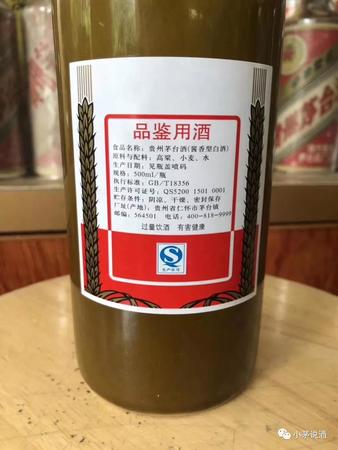 品鉴用酒
食品名称：贵州茅台酒(酱香型白酒)
原料与配料：高粱、小麦、水
生产日期：见瓶盖喷码
规格：500ml/瓶
执行标准：GB/T18356
生产许可证号：QS5200 1501 0001
贮存条件：阴凉、干燥、密封保存
厂址(产地)：贵州省仁怀市茅台镇
邮编：564501 电话：400-818-9999
过量饮酒 有害健康
QS
生产许可
小茅说酒